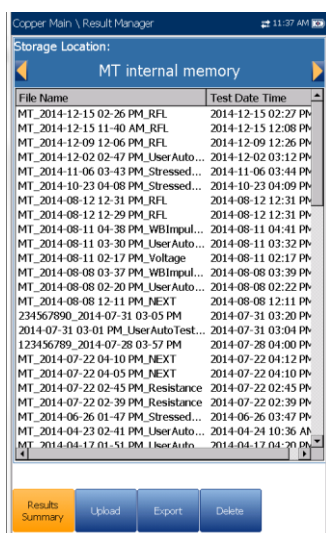 Copper Main \ Result Manager 11:37 AM
Storage Location:
MT internal memory
File Name Test Date Time
MT_2014-12-15 02-26 PM_RFL 2014-12-15 02:27 PM
MT_2014-12-15 11-40 AM_RFL 2014-12-15 12:08 PM
MT_2014-12-09 12-06 PM_RFL 2014-12-09 12:26 PM
MT_2014-12-02 02-47 PM_UserAuto... 2014-12-02 03:12 PM
MT_2014-11-06 03-43 PM_Stressed... 2014-11-06 03:44 PM
MT_2014-10-23 04-08 PM_Stressed... 2014-10-23 04:09 PM
MT_2014-08-12 12-31 PM_RFL 2014-08-12 12:31 PM
MT_2014-08-12 12-29 PM_RFL 2014-08-12 12:31 PM
MT_2014-08-11 04-38 PM_WBImpul... 2014-08-11 04:41 PM
MT_2014-08-11 03-30 PM_UserAuto... 2014-08-11 03:32 PM
MT_2014-08-11 02-17 PM_Voltage 2014-08-11 02:17 PM
MT_2014-08-08 03-37 PM_WBImpul... 2014-08-08 03:39 PM
MT_2014-08-08 02-20 PM_UserAuto... 2014-08-08 02:22 PM
MT_2014-08-08 12-11 PM_NEXT 2014-08-08 12:11 PM
234567890_2014-07-31 03-05 PM 2014-07-31 03:20 PM
2014-07-31 03-01 PM_UserAutoTest... 2014-07-31 03:04 PM
123456789_2014-07-28 03-57 PM 2014-07-28 04:00 PM
MT_2014-07-22 04-10 PM_NEXT 2014-07-22 04:12 PM
MT_2014-07-22 04-05 PM_NEXT 2014-07-22 04:10 PM
MT_2014-07-22 02-45 PM_Resistance 2014-07-22 02:45 PM
MT_2014-07-22 02-39 PM_Resistance 2014-07-22 02:39 PM
MT_2014-06-26 01-47 PM_Stressed... 2014-06-26 03:47 PM
MT_2014-04-23 02-41 PM_UserAuto... 2014-04-24 10:36 AM
MT_2014-04-17 01-51 PM_UserAuto... 2014-04-17 04:20 PM
Results
Summary
Upload
Export
Delete